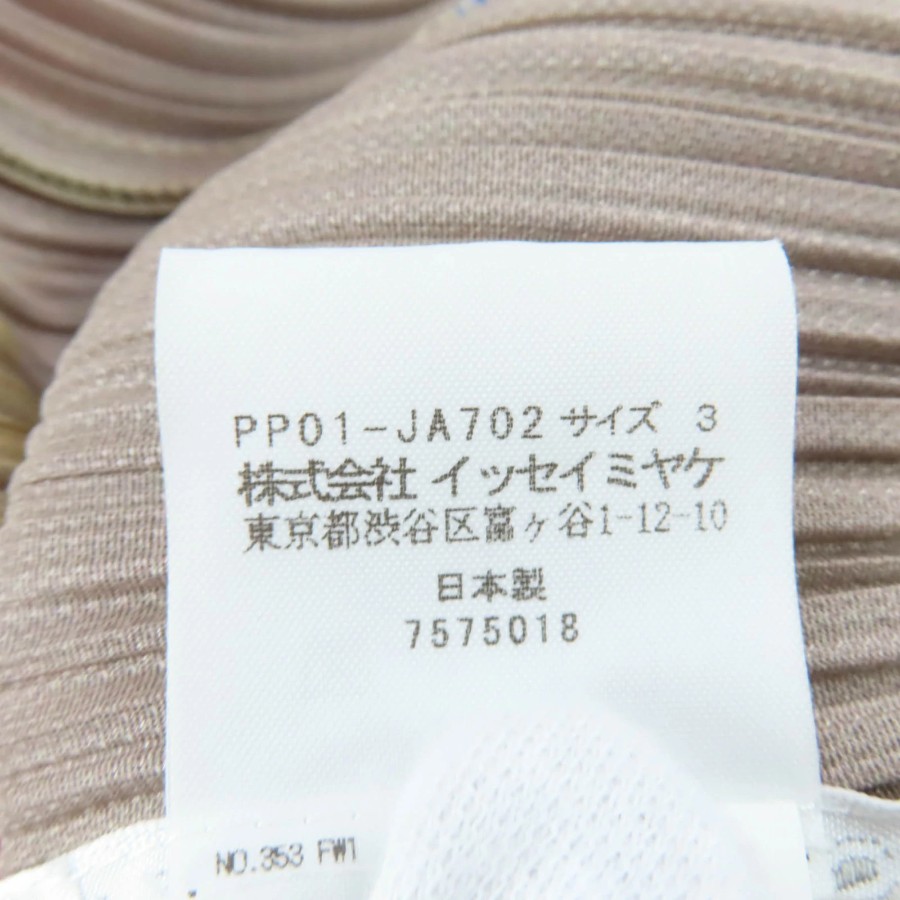 PP01-JA702 サイズ 3
株式会社 イッセイミヤケ
東京都渋谷区富ヶ谷1-12-10
日本製
7575018
NO.353 FW1